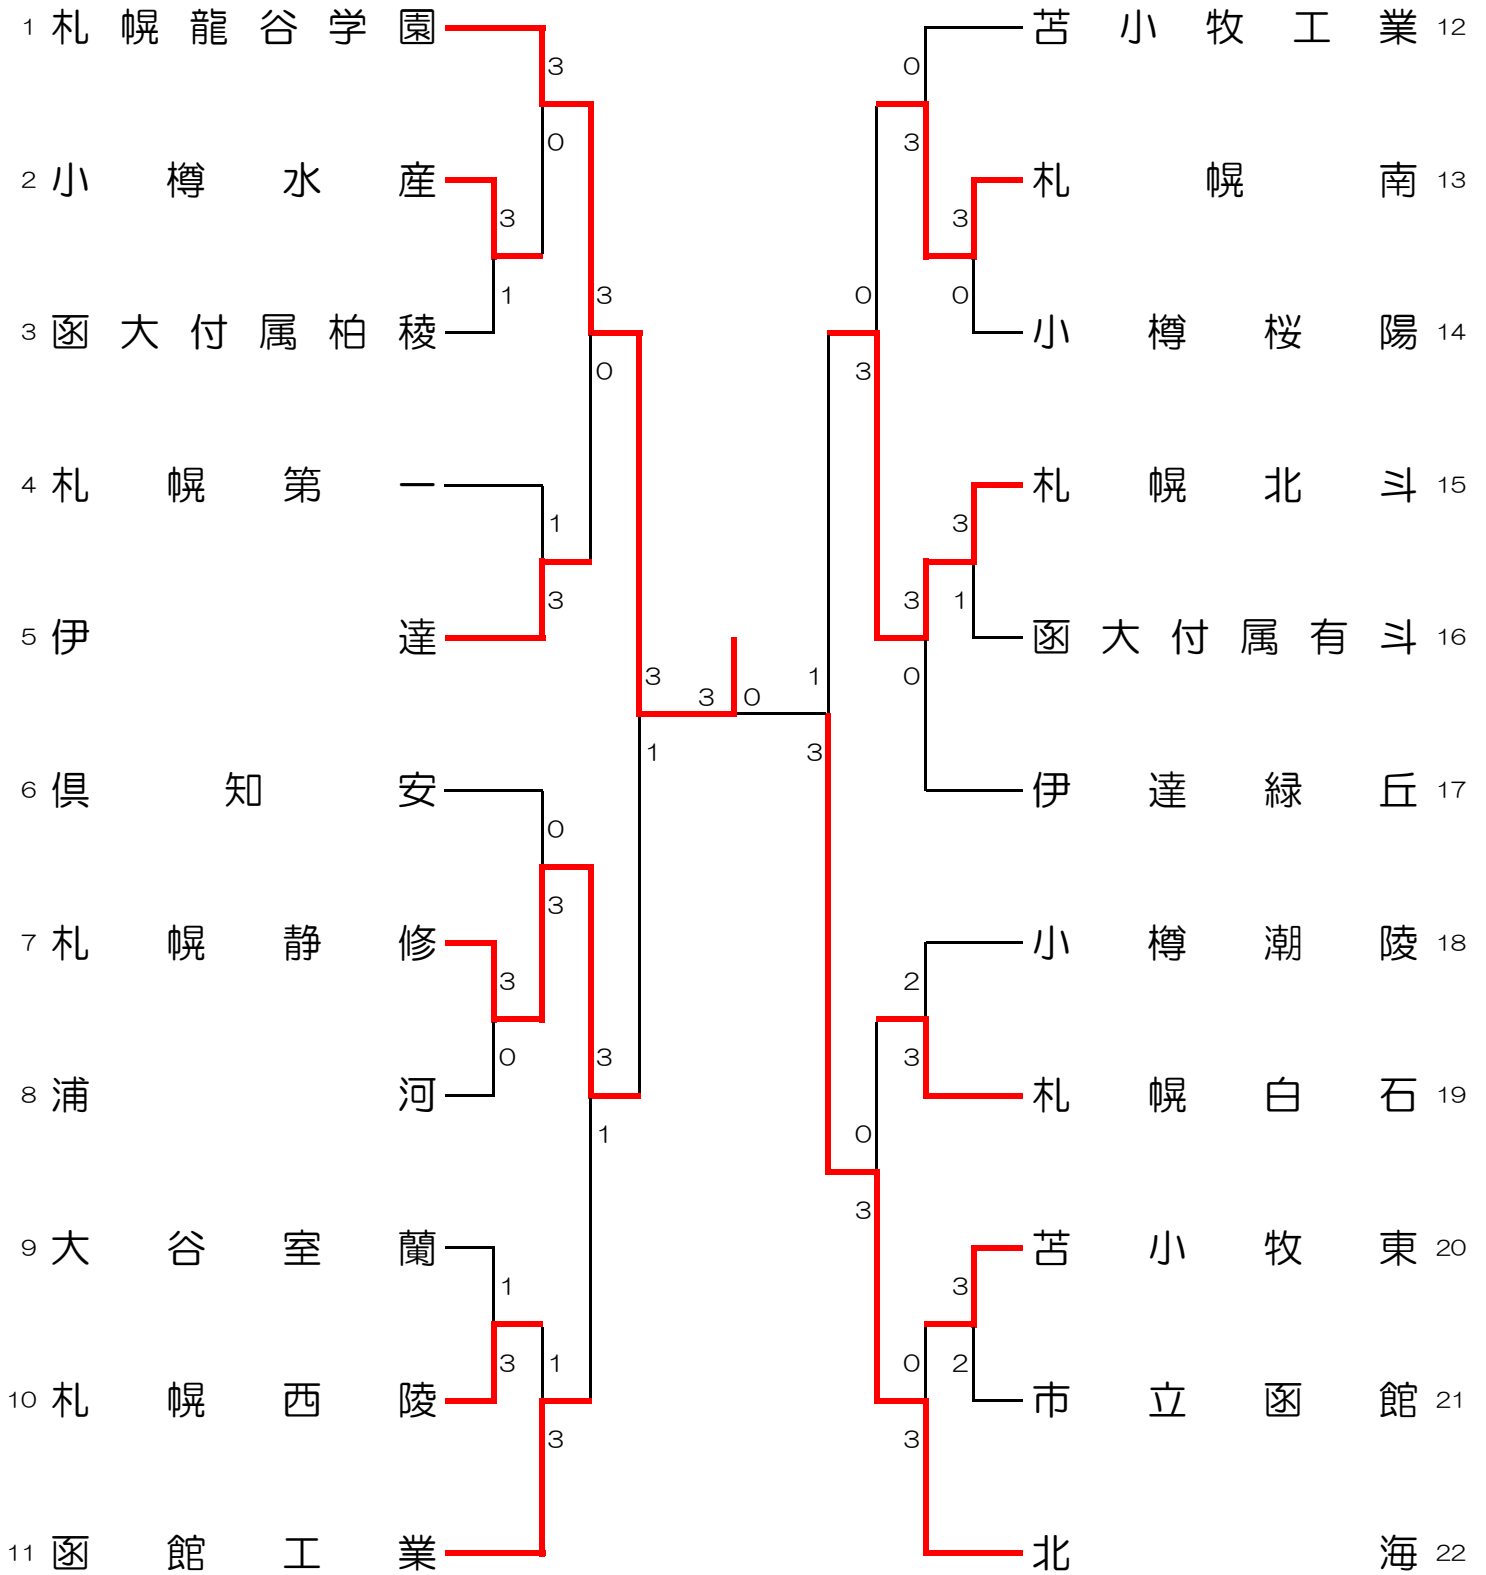 1 札幌龍谷学園
2 小樽水産
3 函大付属柏稜
4 札幌第一
5 伊達
6 倶知安
7 札幌静修
8 浦河
9 大谷室蘭
10 札幌西陵
11 函館工業
3
0
3
1
3
0
1
3
3
1
0
3
3
0
3
1
1
3
1
3
3
0
0
3
3
0
0
3
3
1
3
0
1
3
2
3
0
3
3
2
0
3
苫小牧工業 12
札幌南 13
小樽桜陽 14
札幌北斗 15
函大付属有斗 16
伊達緑丘 17
小樽潮陵 18
札幌白石 19
苫小牧東 20
市立函館 21
北海 22